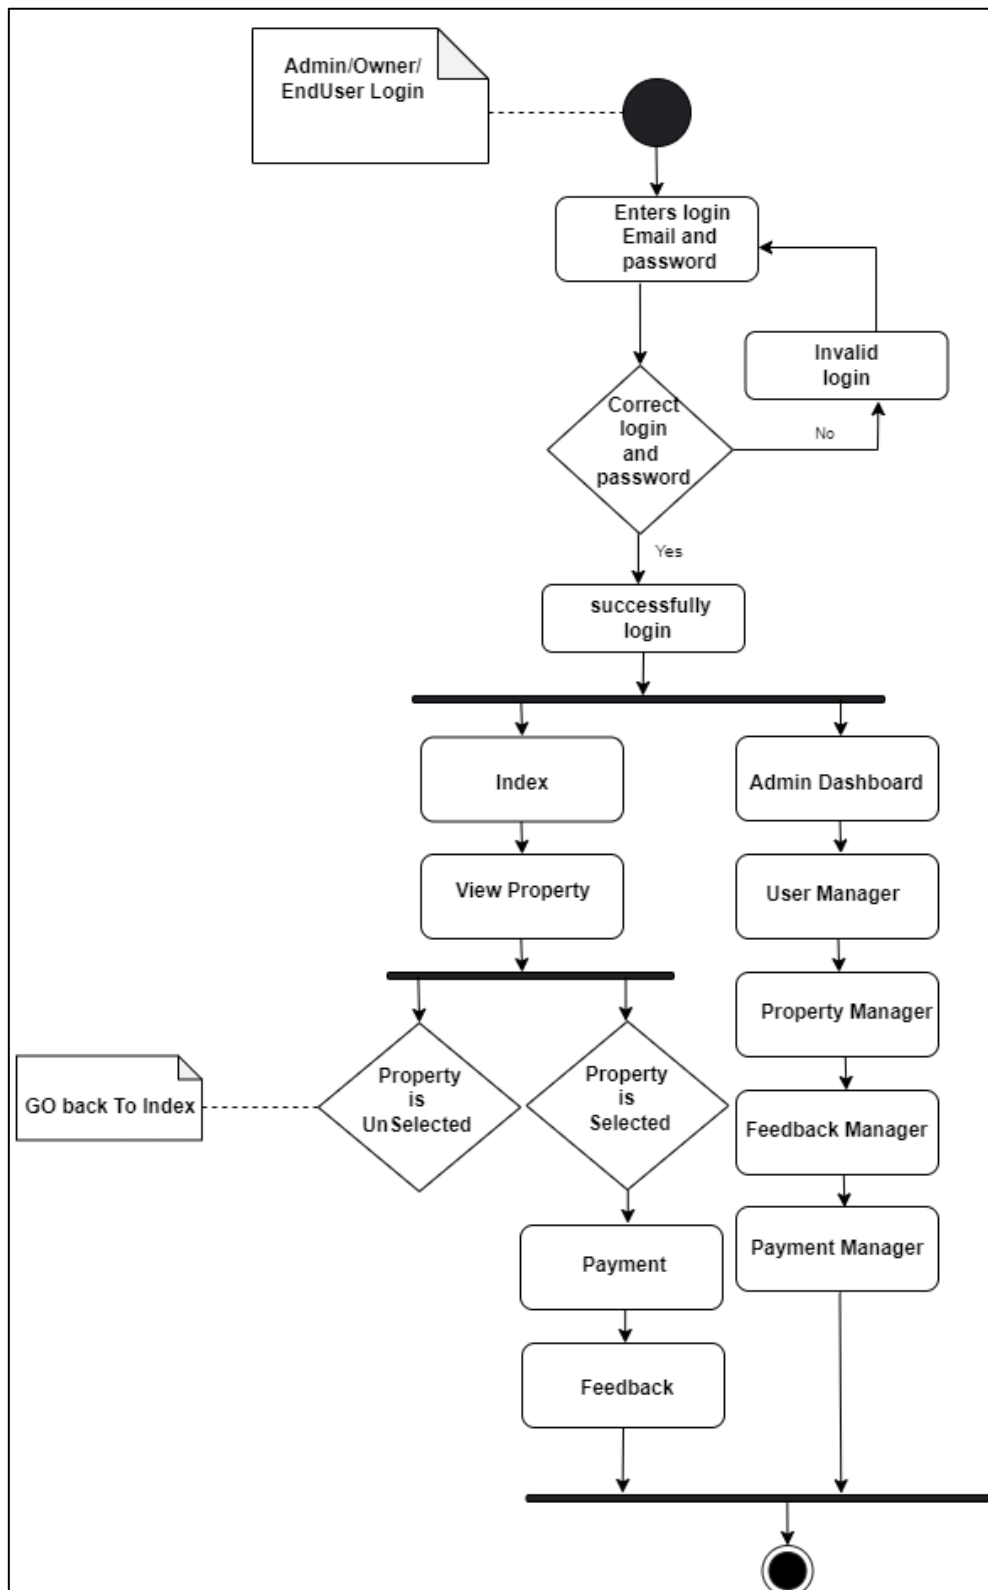 Admin/Owner/
EndUser Login
Enters login
Email and
password
Invalid
login
Correct
login
and
password
No
Yes
successfully
login
Index
Admin Dashboard
View Property
User Manager
Property Manager
GO back To Index
Property
is
UnSelected
Property
is
Selected
Feedback Manager
Payment
Payment Manager
Feedback